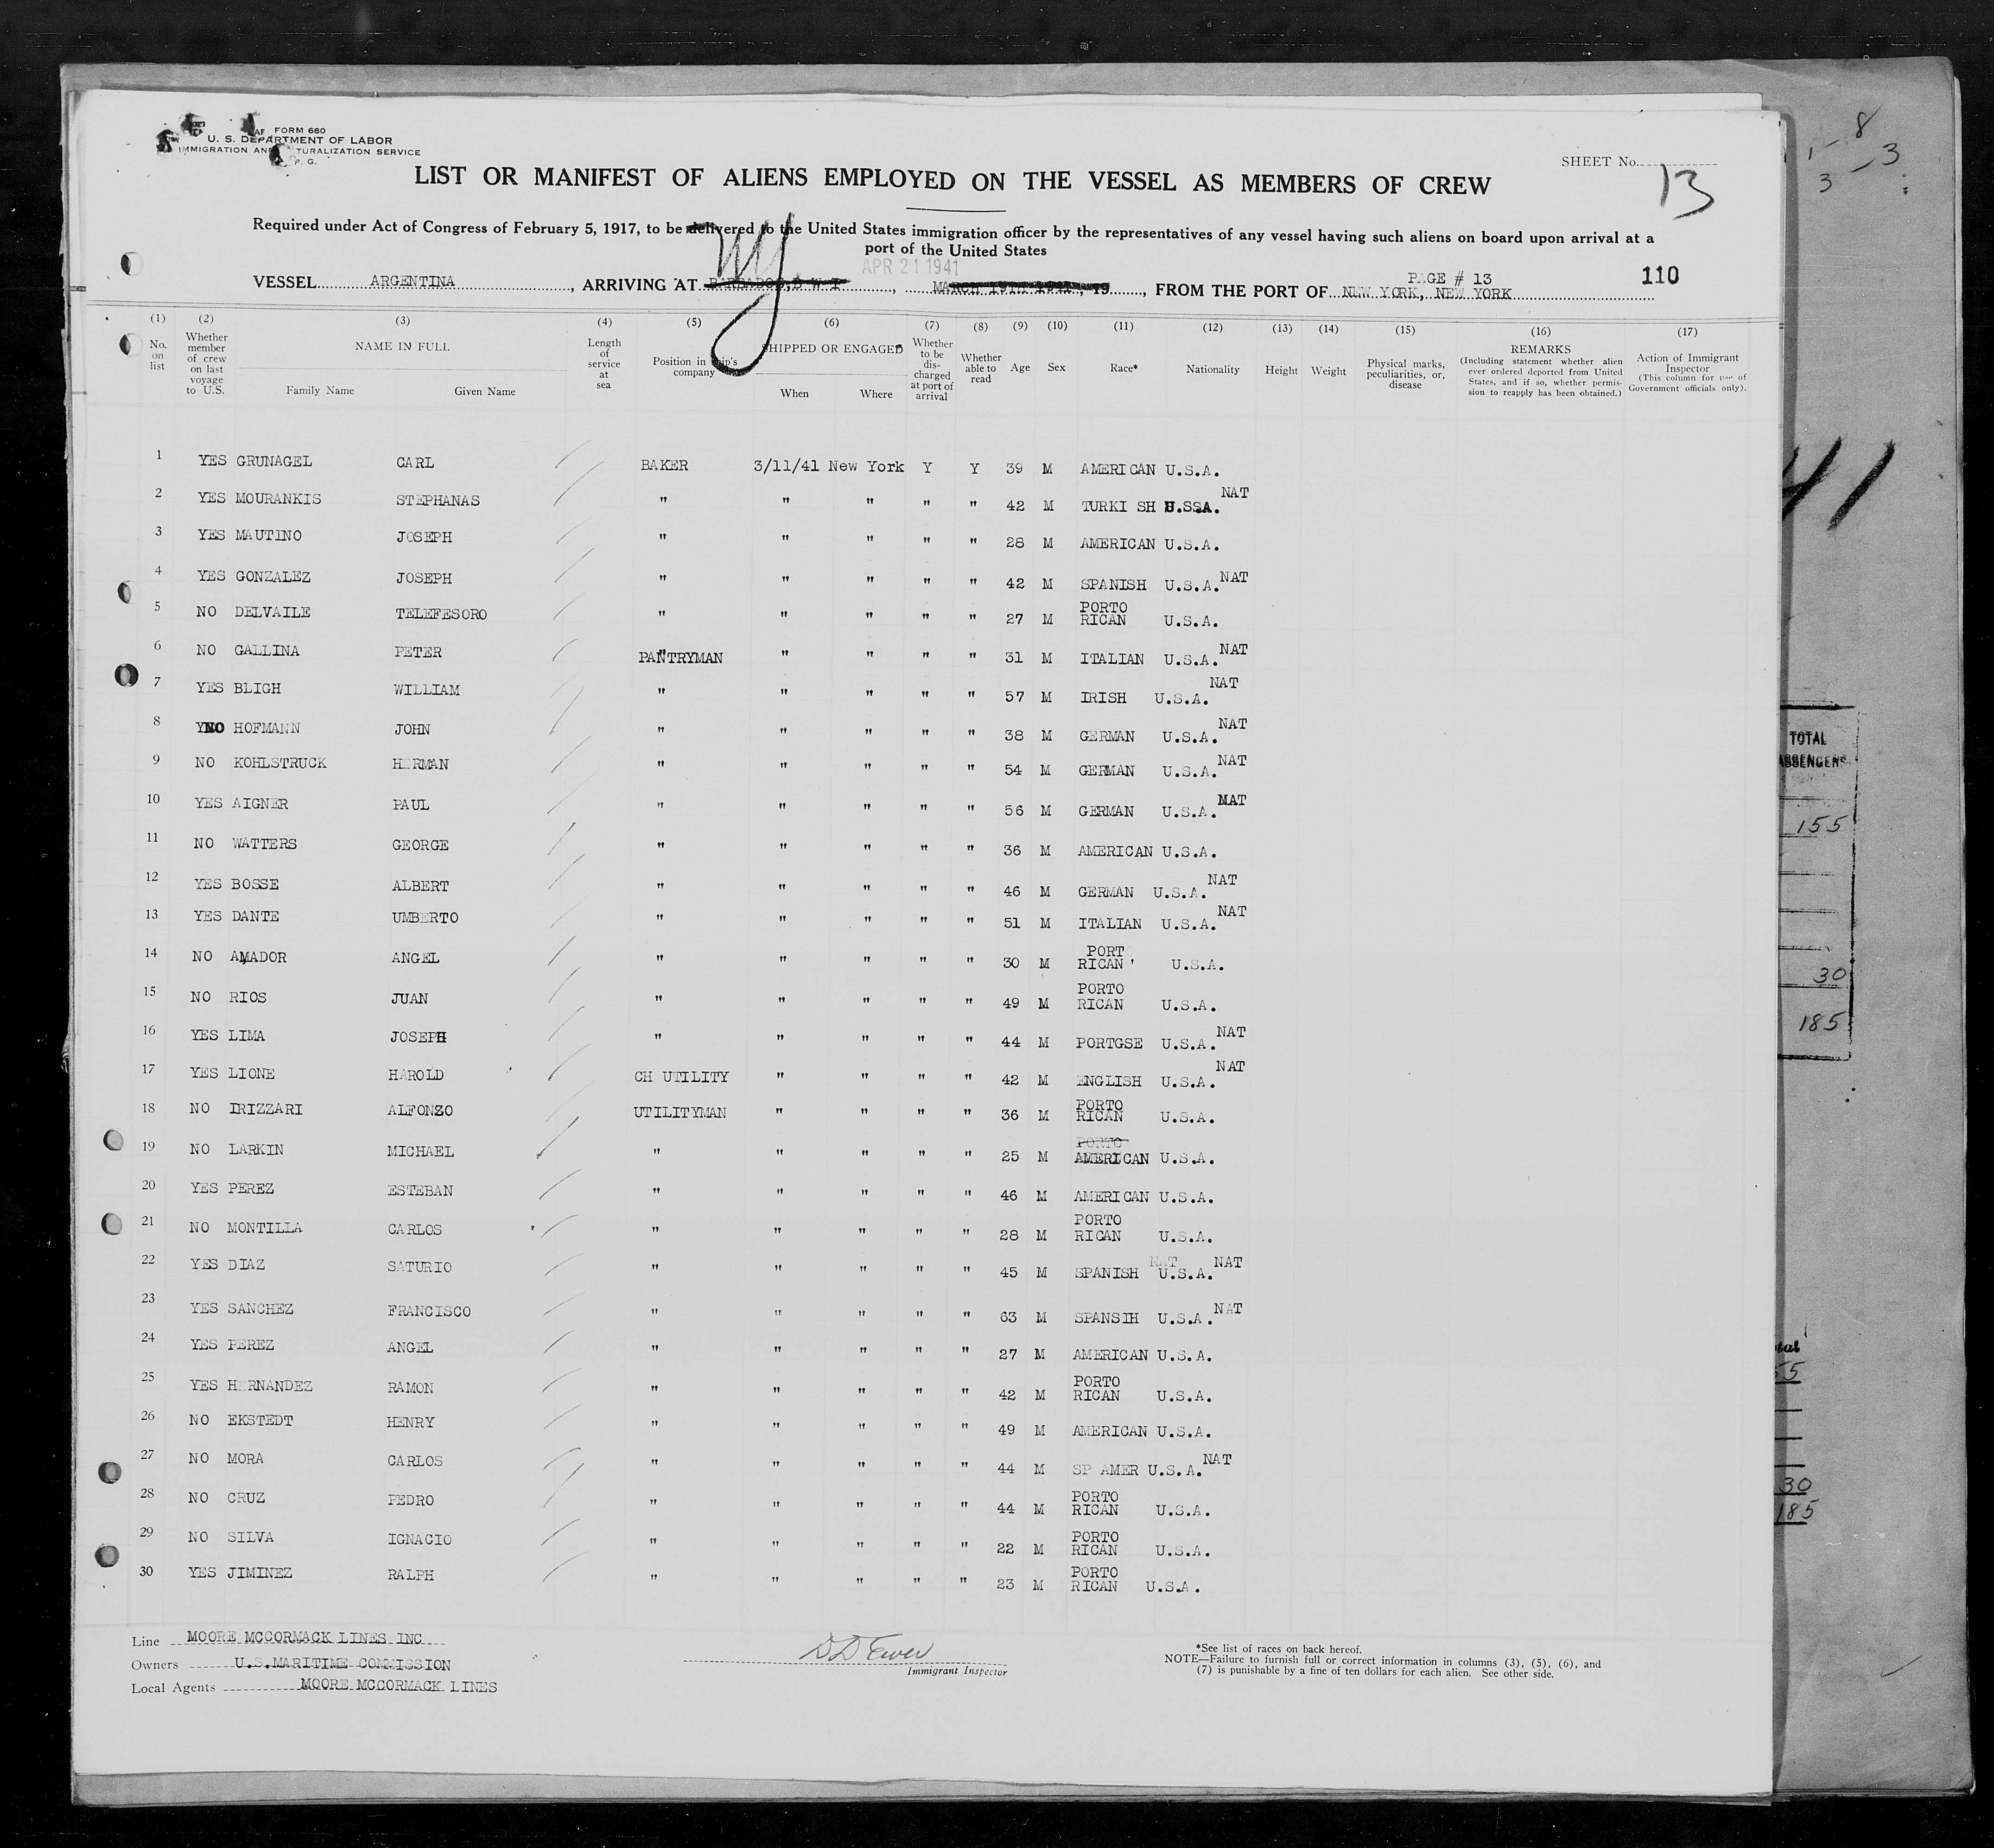 FORM 680
U. S. DEPARTMENT OF LABOR
IMMIGRATION AND NATURALIZATION SERVICE
P. G.
SHEET No. 13
LIST OR MANIFEST OF ALIENS EMPLOYED ON THE VESSEL AS MEMBERS OF CREW
Required under Act of Congress of February 5, 1917, to be delivered to the United States immigration officer by the representatives of any vessel having such aliens on board upon arrival at a
port of the United States
APR 21 1941
NY
PAGE # 13
110
VESSEL ARGENTINA, ARRIVING AT BARBADOS, B W I, MARCH 19TH 1941, 19, FROM THE PORT OF NEW YORK, NEW YORK
(1) (2) (3) (4) (5) (6) (7) (8) (9) (10) (11) (12) (13) (14) (15) (16) (17)
No. on list
Whether member of crew on last voyage to U.S.
NAME IN FULL
Family Name Given Name
Length of service at sea
Position in ship's company
SHIPPED OR ENGAGED
When Where
Whether to be discharged at port of arrival
Whether able to read
Age Sex Race* Nationality Height Weight
Physical marks, peculiarities, or, disease
REMARKS
(Including statement whether alien ever ordered deported from United States, and if so, whether permission to reapply has been obtained.)
Action of Immigrant Inspector
(This column for use of Government officials only).
1 YES GRUNAGEL CARL BAKER 3/11/41 New York Y Y 39 M AMERICAN U.S.A.
2 YES MOURANKIS STEPHANAS " " " " " 42 M TURKI SH U.SSA. NAT
3 YES MAUTINO JOSEPH " " " " " 28 M AMERICAN U.S.A.
4 YES GONZALEZ JOSEPH " " " " " 42 M SPANISH U.S.A. NAT
5 NO DELVAILE TELEFESORO " " " " " 27 M PORTO RICAN U.S.A.
6 NO GALLINA PETER PANTRYMAN " " " " 31 M ITALIAN U.S.A. NAT
7 YES BLIGH WILLIAM " " " " " 57 M IRISH U.S.A. NAT
8 NO HOFMANN JOHN " " " " " 38 M GERMAN U.S.A. NAT
9 NO KOHLSTRUCK HERMAN " " " " " 54 M GERMAN U.S.A. NAT
10 YES AIGNER PAUL " " " " " 56 M GERMAN U.S.A. NAT
11 NO WATTERS GEORGE " " " " " 36 M AMERICAN U.S.A.
12 YES BOSSE ALBERT " " " " " 46 M GERMAN U.S.A. NAT
13 YES DANTE UMBERTO " " " " " 51 M ITALIAN U.S.A. NAT
14 NO AMADOR ANGEL " " " " " 30 M PORT RICAN ' U.S.A.
15 NO RIOS JUAN " " " " " 49 M PORTO RICAN U.S.A.
16 YES LIMA JOSEPH " " " " " 44 M PORTGSE U.S.A. NAT
17 YES LIONE HAROLD CH UTILITY " " " " 42 M ENGLISH U.S.A. NAT
18 NO IRIZZARI ALFONZO UTILITYMAN " " " " 36 M PORTO RICAN U.S.A.
19 NO LARKIN MICHAEL " " " " " 25 M PORTO AMERICAN U.S.A.
20 YES PEREZ ESTEBAN " " " " " 46 M AMERICAN U.S.A.
21 NO MONTILLA CARLOS " " " " " 28 M PORTO RICAN U.S.A.
22 YES DIAZ SATURIO " " " " " 45 M SPANISH NAT U.S.A. NAT
23 YES SANCHEZ FRANCISCO " " " " " 63 M SPANSIH U.S.A. NAT
24 YES PEREZ ANGEL " " " " " 27 M AMERICAN U.S.A.
25 YES HERNANDEZ RAMON " " " " " 42 M PORTO RICAN U.S.A.
26 NO EKSTEDT HENRY " " " " " 49 M AMERICAN U.S.A.
27 NO MORA CARLOS " " " " " 44 M SP AMER U.S.A. NAT
28 NO CRUZ PEDRO " " " " " 44 M PORTO RICAN U.S.A.
29 NO SILVA IGNACIO " " " " " 22 M PORTO RICAN U.S.A.
30 YES JIMINEZ RALPH " " " " " 23 M PORTO RICAN U.S.A.
Line MOORE MCCORMACK LINES INC
Owners U.S.MARITIME COMMISSION
Local Agents MOORE MCCORMACK LINES
Immigrant Inspector
*See list of races on back hereof.
NOTE—Failure to furnish full or correct information in columns (3), (5), (6), and
(7) is punishable by a fine of ten dollars for each alien. See other side.
1-8
3-3
41
TOTAL
155
30
185
30
185